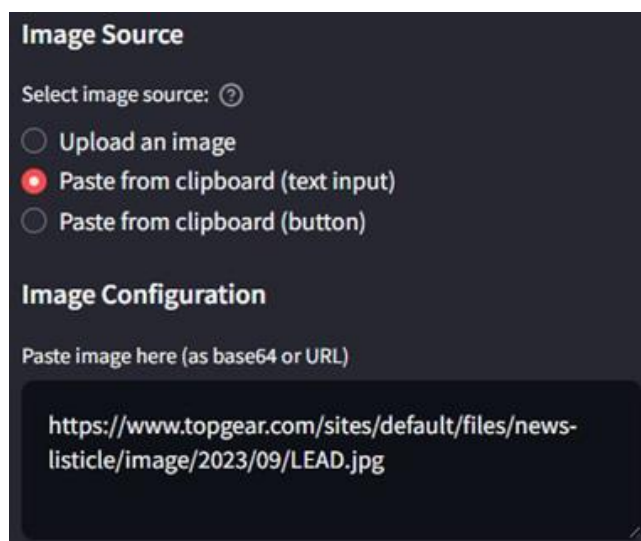 Image Source
Select image source:
Upload an image
Paste from clipboard (text input)
Paste from clipboard (button)
Image Configuration
Paste image here (as base64 or URL)
https://www.topgear.com/sites/default/files/news-
listicle/image/2023/09/LEAD.jpg